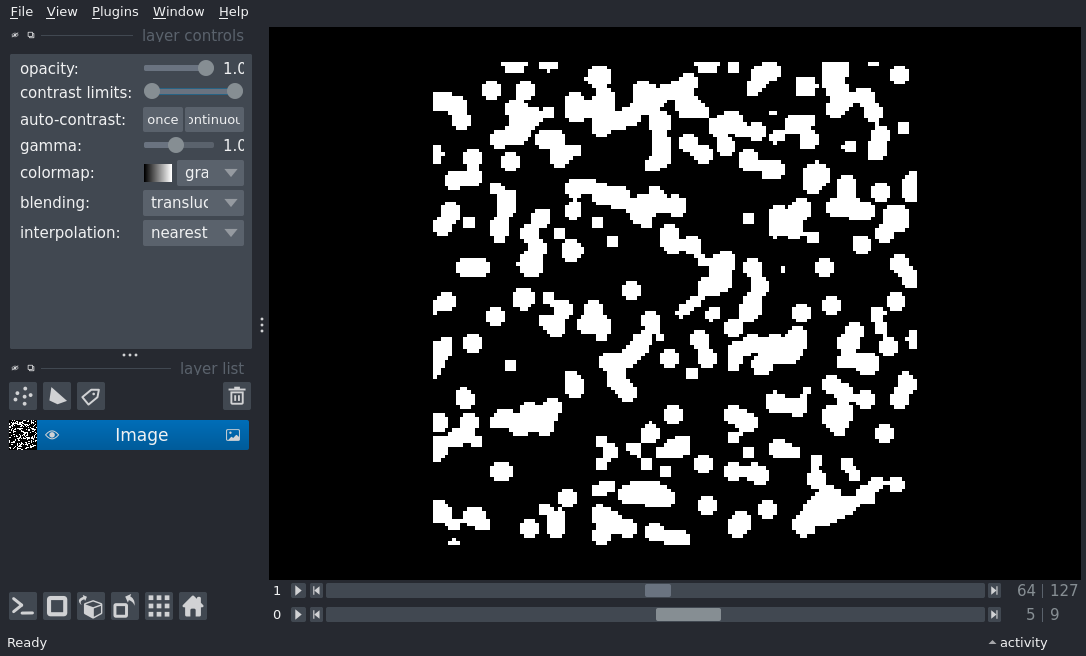 File View Plugins Window Help
layer controls
opacity: 1.0
contrast limits:
auto-contrast: once ontinuou
gamma: 1.0
colormap: gra
blending: transluc
interpolation: nearest
layer list
Image
1 64 | 127
0 5 | 9
Ready activity